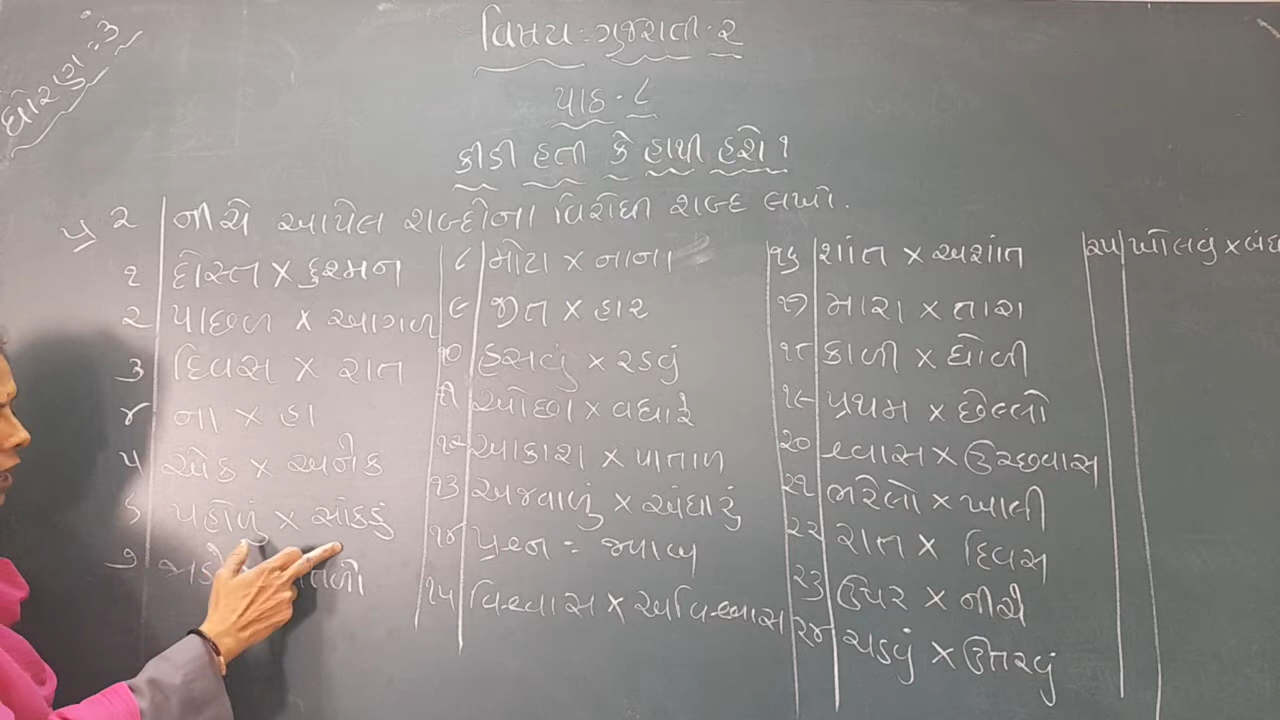 ધોરણ : ૩
વિષય : ગુજરાતી . ૨
પાઠ . ૮
કીડી હતી કે હાથી હશે ?
પ્ર ૨ નીચે આપેલ શબ્દોના વિરોધી શબ્દ લખો .
૧ દોસ્ત × દુશ્મન
૨ પાછળ × આગળ
૩ દિવસ × રાત
૪ ના × હા
૫ એક × અનેક
૬ પહોળું × સાંકડું
૭
૮ મોટા × નાના
૯ જીત × હાર
૧૦ હસવું × રડવું
૧૧ ઓછા × વધારે
૧૨ આકાશ × પાતાળ
૧૩ અજવાળું × અંધારું
૧૪ પ્રશ્ન = જવાબ
૧૫ વિશ્વાસ × અવિશ્વાસ
૧૬ શાંત × અશાંત
૧૭ મારા × તારા
૧૮ કાળી × ધોળી
૧૯ પ્રથમ × છેલ્લો
૨૦ શ્વાસ × ઉચ્છવાસ
૨૧ ભરેલો × ખાલી
૨૨ રાત × દિવસ
૨૩ ઉપર × નીચે
૨૪ ચડવું × ઉતરવું
૨૫ ખોલવું × બંધ